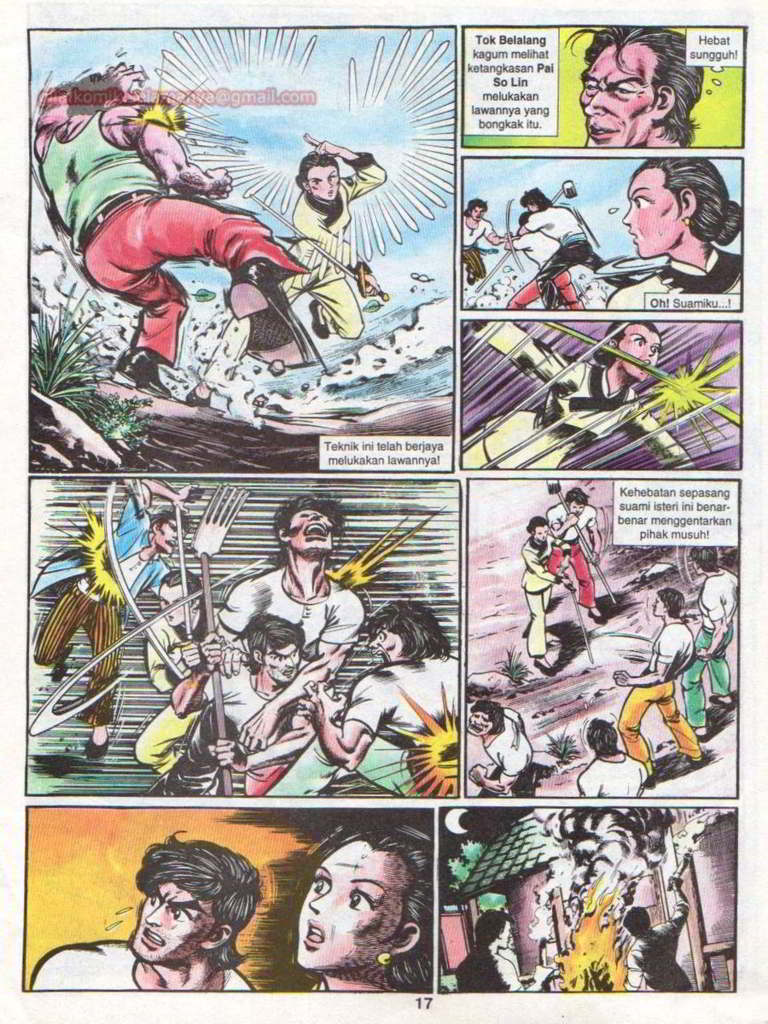 Teknik ini telah berjaya
melukakan lawannya!
Tok Belalang
kagum melihat
ketangkasan Pai
So Lin
melukakan
lawannya yang
bongkak itu.
Hebat
sungguh!
Oh! Suamiku...!
Kehebatan sepasang
suami isteri ini benar-
benar menggentarkan
pihak musuh!
17